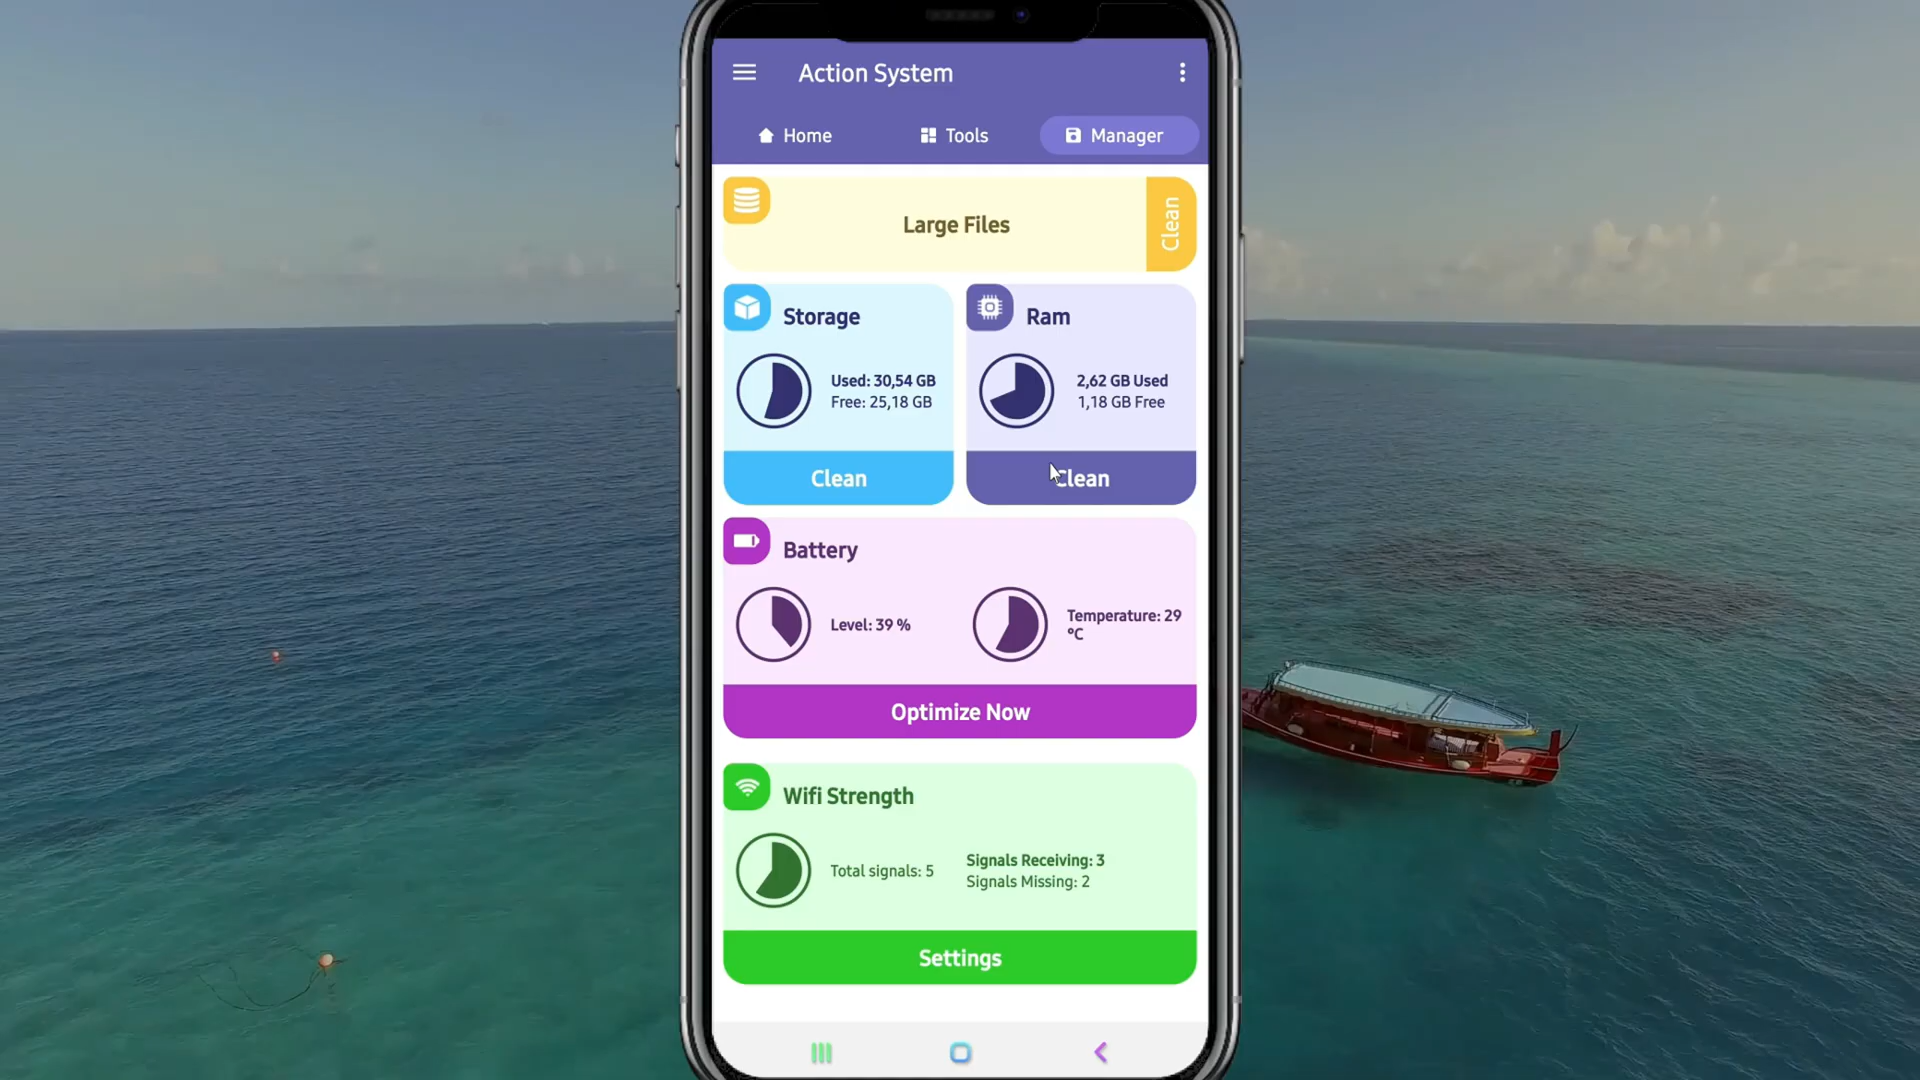 Action System
Home
Tools
Manager
Large Files
Clean
Storage
Used: 30,54 GB
Free: 25,18 GB
Clean
Ram
2,62 GB Used
1,18 GB Free
Clean
Battery
Level: 39 %
Temperature: 29
°C
Optimize Now
Wifi Strength
Total signals: 5
Signals Receiving: 3
Signals Missing: 2
Settings